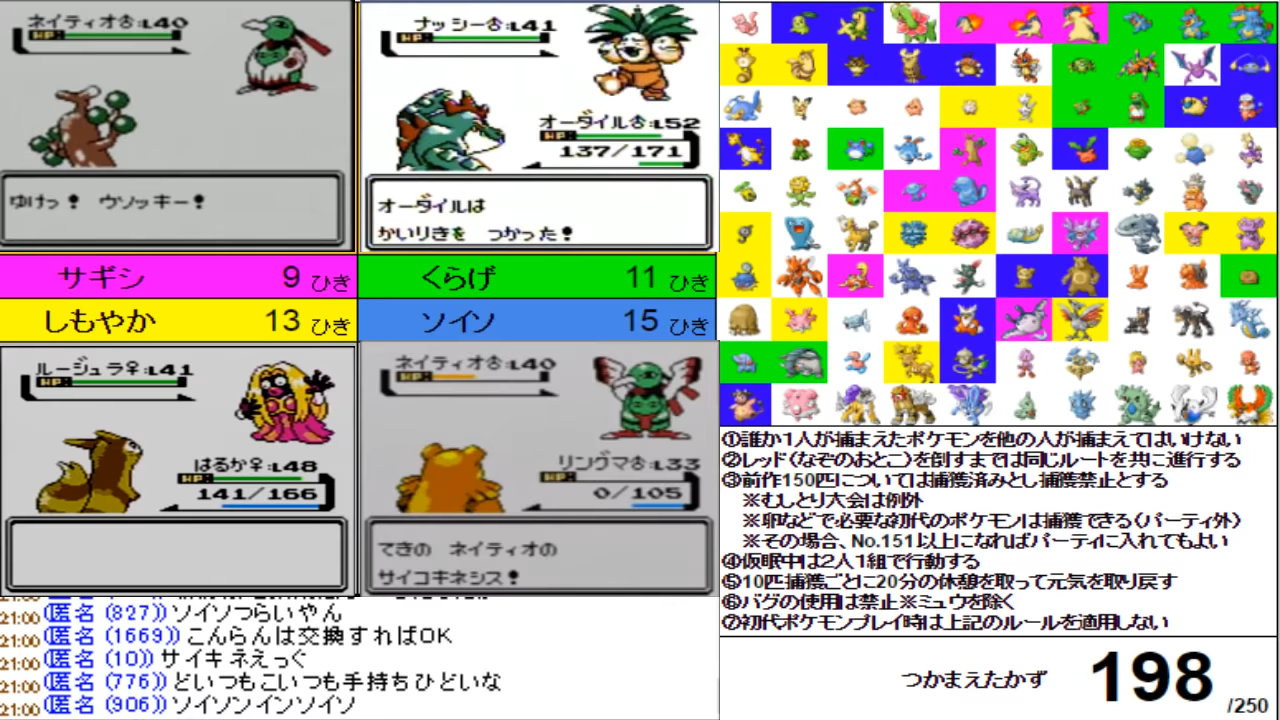 ネイティオ♂:L40
HP:
ゆけっ！ ウソッキー！
ナッシー♂:L41
HP:
オーダイル♂:L52
HP:
137/171
オーダイルは
かいりきを つかった！
サギシ 9 ひき
くらげ 11 ひき
しもやか 13 ひき
ソイソ 15 ひき
ルージュラ♀:L41
HP:
はるか♀:L48
HP:
141/166
ネイティオ♂:L40
HP:
リングマ♂:L33
HP:
0/105
てきの ネイティオの
サイコキネシス！
21:00 (匿名 (827)) ソイソつらいやん
21:00 (匿名 (1669)) こんらんは交換すればOK
21:00 (匿名 (10)) サイキネえっぐ
21:00 (匿名 (776)) どいつもこいつも手持ちひどいな
21:00 (匿名 (906)) ソイソンインソイソ
①誰か1人が捕まえたポケモンを他の人が捕まえてはいけない
②レッド(なぞのおとこ)を倒すまでは同じルートを共に進行する
③前作150匹については捕獲済みとし捕獲禁止とする
※むしとり大会は例外
※卵などで必要な初代のポケモンは捕獲できる(パーティ外)
※その場合、No.151以上になればパーティに入れてもよい
④仮眠中は2人1組で行動する
⑤10匹捕獲ごとに20分の休憩を取って元気を取り戻す
⑥バグの使用は禁止※ミュウを除く
⑦初代ポケモンプレイ時は上記のルールを適用しない
つかまえたかず 198 /250